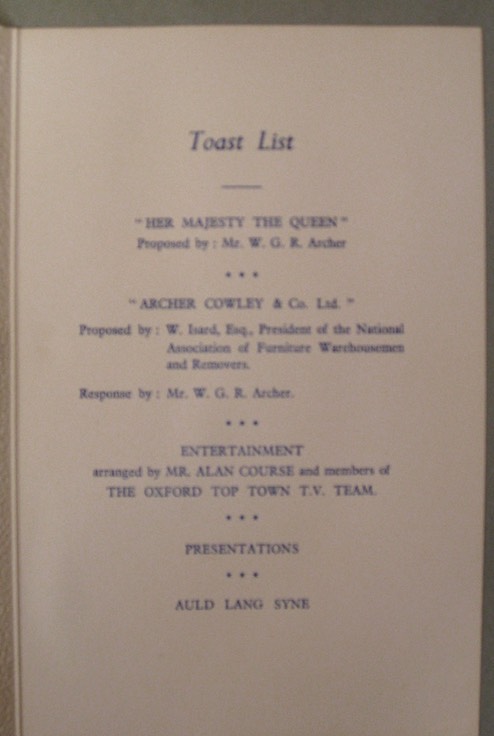 Toast List
"HER MAJESTY THE QUEEN"
Proposed by : Mr. W. G. R. Archer
* * *
"ARCHER COWLEY & Co. Ltd. "
Proposed by : W. Isard, Esq., President of the National
Association of Furniture Warehousemen
and Removers.
Response by : Mr. W. G. R. Archer.
* * *
ENTERTAINMENT
arranged by MR. ALAN COURSE and members of
THE OXFORD TOP TOWN T.V. TEAM.
* * *
PRESENTATIONS
* * *
AULD LANG SYNE